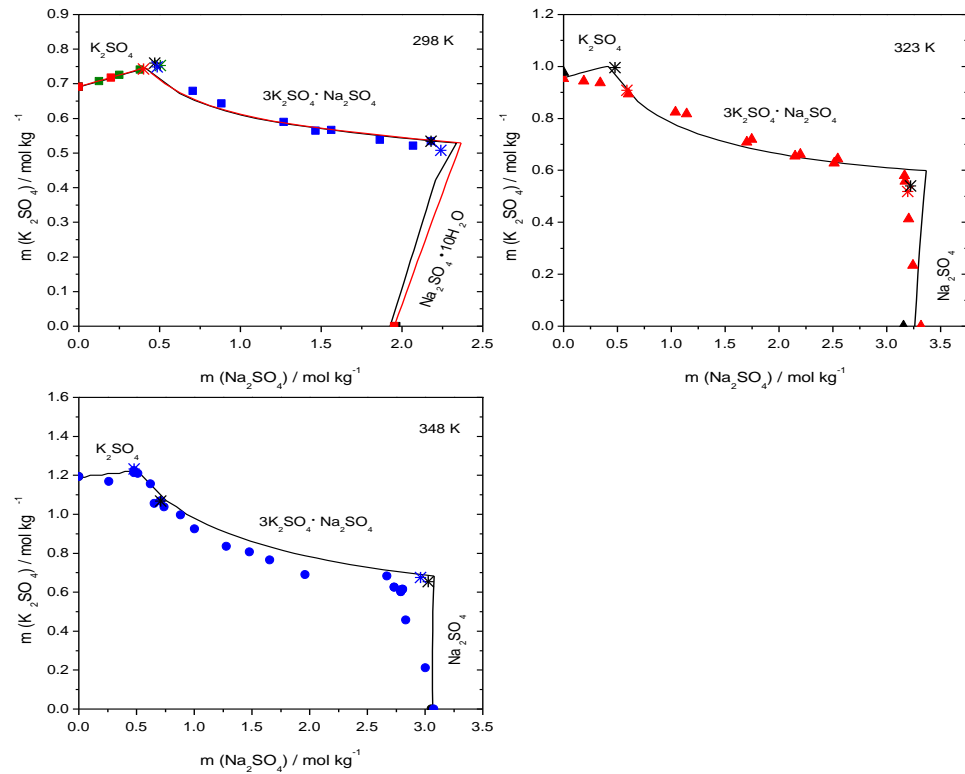 298 K
K₂SO₄
3K₂SO₄· Na₂SO₄
Na₂SO₄ • 10H₂O
m (K₂SO₄) / mol kg⁻¹
0.9
0.8
0.7
0.6
0.5
0.4
0.3
0.2
0.1
0.0
0.0 0.5 1.0 1.5 2.0 2.5
m (Na₂SO₄) / mol kg⁻¹
323 K
K₂SO₄
3K₂SO₄· Na₂SO₄
Na₂SO₄
m (K₂SO₄) / mol kg⁻¹
1.2
1.0
0.8
0.6
0.4
0.2
0.0
0.0 0.5 1.0 1.5 2.0 2.5 3.0 3.5 4.0
m (Na₂SO₄) / mol kg⁻¹
348 K
K₂SO₄
3K₂SO₄· Na₂SO₄
Na₂SO₄
m (K₂SO₄) / mol kg⁻¹
1.6
1.4
1.2
1.0
0.8
0.6
0.4
0.2
0.0
0.0 0.5 1.0 1.5 2.0 2.5 3.0 3.5
m (Na₂SO₄) / mol kg⁻¹